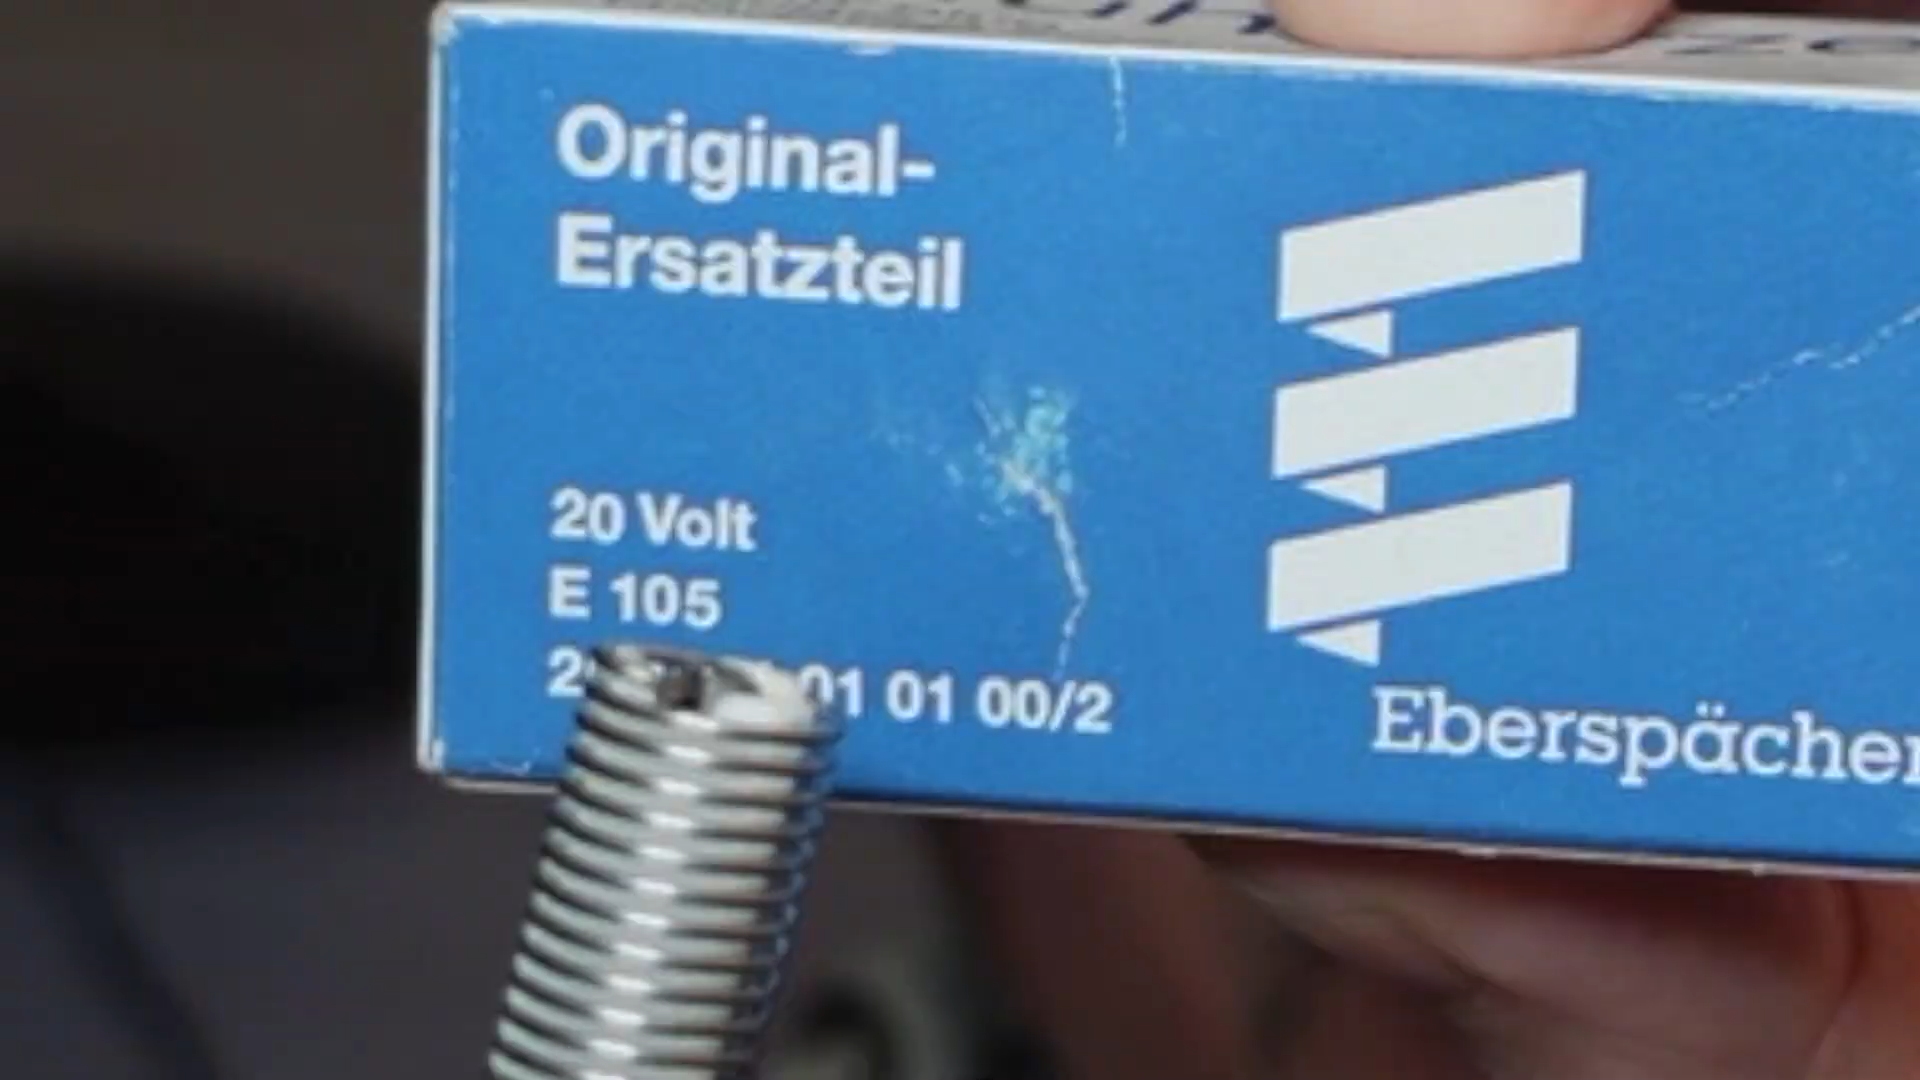 Original-
Ersatzteil
20 Volt
E 105
01 01 00/2
Eberspächer